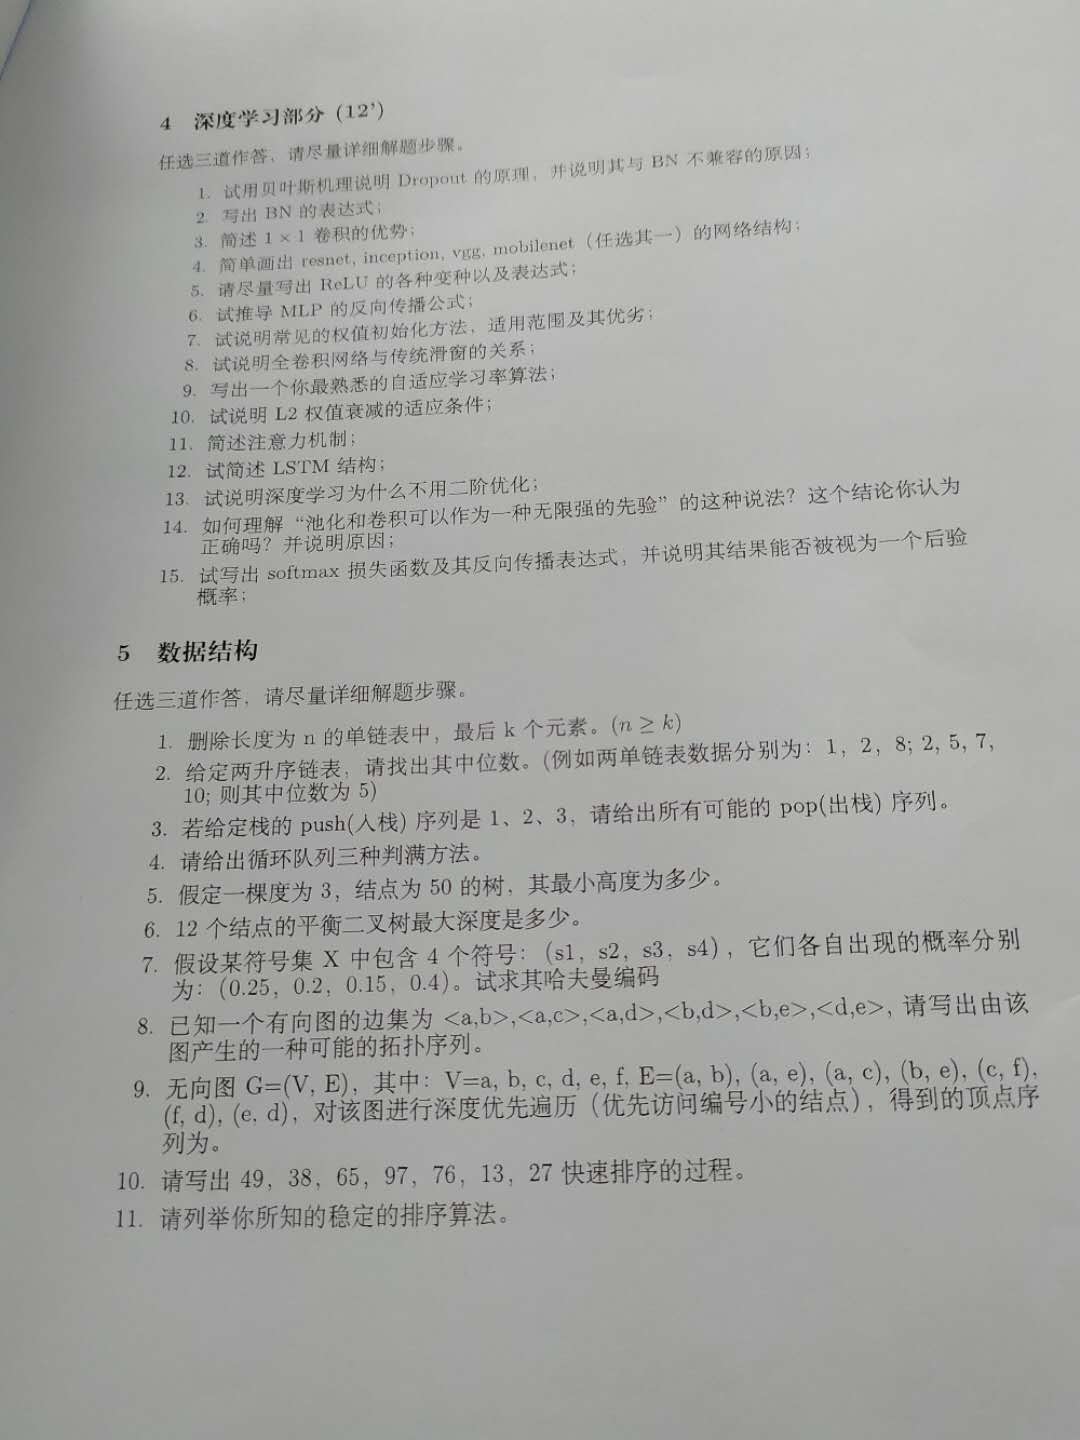 4 深度学习部分 (12’)
任选三道作答，请尽量详细解题步骤。
1. 试用贝叶斯机理说明 Dropout 的原理，并说明其与 BN 不兼容的原因；
2. 写出 BN 的表达式；
3. 简述 1 × 1 卷积的优势；
4. 简单画出 resnet, inception, vgg, mobilenet（任选其一）的网络结构；
5. 请尽量写出 ReLU 的各种变种以及表达式；
6. 试推导 MLP 的反向传播公式；
7. 试说明常见的权值初始化方法，适用范围及其优劣；
8. 试说明全卷积网络与传统滑窗的关系；
9. 写出一个你最熟悉的自适应学习率算法；
10. 试说明 L2 权值衰减的适应条件；
11. 简述注意力机制；
12. 试简述 LSTM 结构；
13. 试说明深度学习为什么不用二阶优化；
14. 如何理解“池化和卷积可以作为一种无限强的先验”的这种说法？这个结论你认为
正确吗？并说明原因；
15. 试写出 softmax 损失函数及其反向传播表达式，并说明其结果能否被视为一个后验
概率；
5 数据结构
任选三道作答，请尽量详细解题步骤。
1. 删除长度为 n 的单链表中，最后 k 个元素。(n ≥ k)
2. 给定两升序链表，请找出其中位数。(例如两单链表数据分别为：1，2，8; 2, 5, 7,
10; 则其中位数为 5)
3. 若给定栈的 push(入栈) 序列是 1、2、3，请给出所有可能的 pop(出栈) 序列。
4. 请给出循环队列三种判满方法。
5. 假定一棵度为 3，结点为 50 的树，其最小高度为多少。
6. 12 个结点的平衡二叉树最大深度是多少。
7. 假设某符号集 X 中包含 4 个符号：(s1，s2，s3，s4)，它们各自出现的概率分别
为：(0.25，0.2，0.15，0.4)。试求其哈夫曼编码
8. 已知一个有向图的边集为 <a,b>,<a,c>,<a,d>,<b,d>,<b,e>,<d,e>, 请写出由该
图产生的一种可能的拓扑序列。
9. 无向图 G=(V, E)，其中：V=a, b, c, d, e, f, E=(a, b), (a, e), (a, c), (b, e), (c, f),
(f, d), (e, d)，对该图进行深度优先遍历（优先访问编号小的结点），得到的顶点序
列为。
10. 请写出 49，38，65，97，76，13，27 快速排序的过程。
11. 请列举你所知的稳定的排序算法。